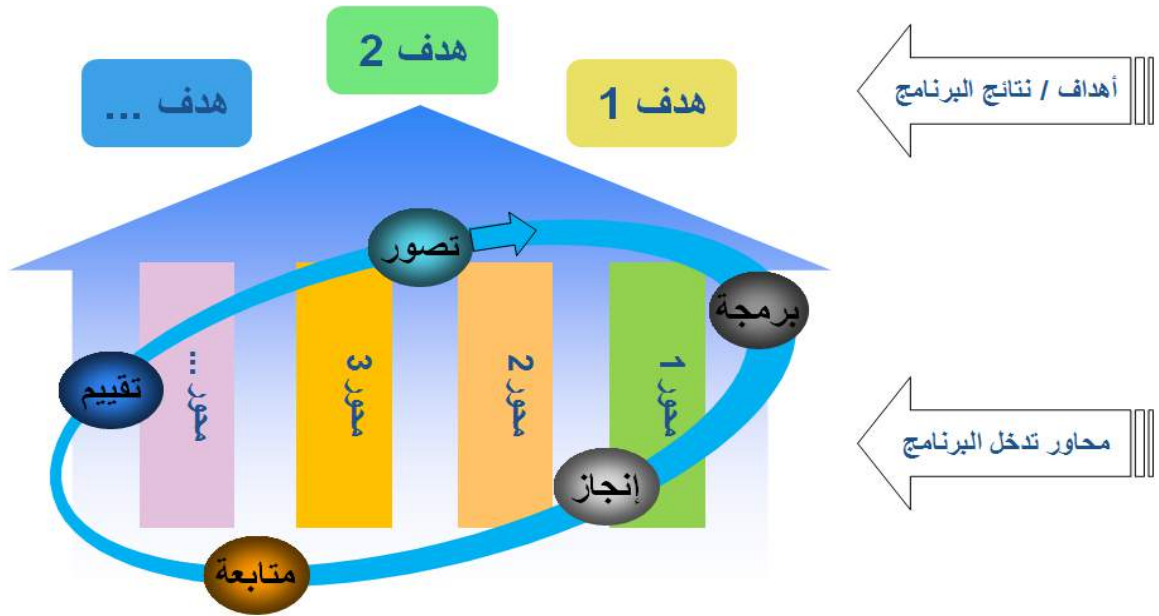 هدف 2
هدف 1
هدف ...
أهداف / نتائج البرنامج
تصور
برمجة
محور 1
محور 2
محور 3
محور ...
تقييم
إنجاز
متابعة
محاور تدخل البرنامج